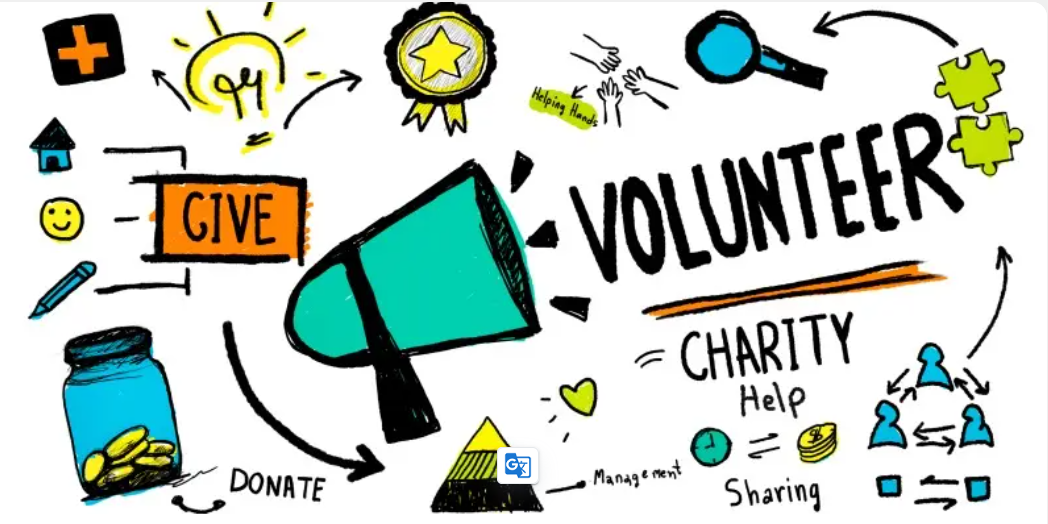 Helping Hands
GIVE
VOLUNTEER
CHARITY
Help
Management
DONATE
Sharing